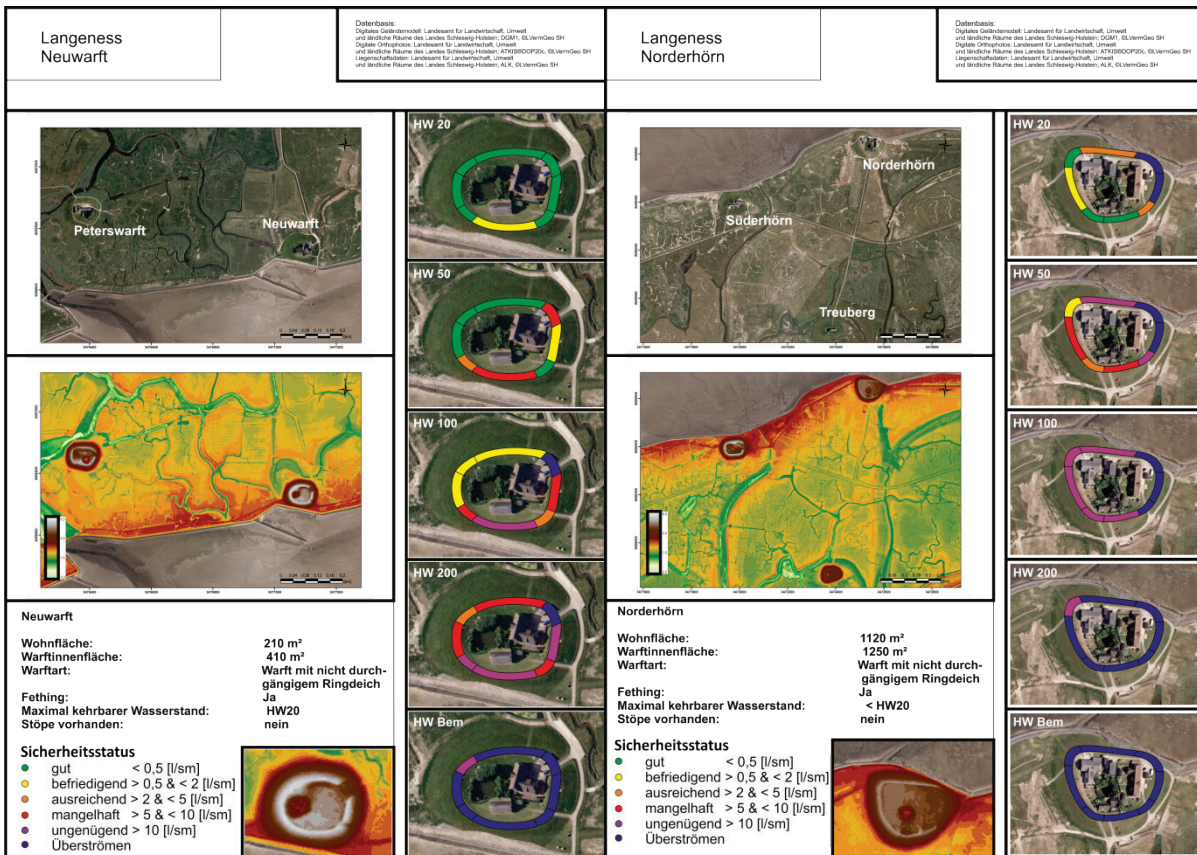 Langeness
Neuwarft
Datenbasis:
Digitales Geländemodell: Landesamt für Landwirtschaft, Umwelt
und ländliche Räume des Landes Schleswig-Holstein; DGM1, ©LVermGeo SH
Digitale Orthophotos: Landesamt für Landwirtschaft, Umwelt
und ländliche Räume des Landes Schleswig-Holstein; ATKIS®DOP20c, ©LVermGeo SH
Liegenschaftsdaten: Landesamt für Landwirtschaft, Umwelt
und ländliche Räume des Landes Schleswig-Holstein; ALK, ©LVermGeo SH
Peterswarft
Neuwarft
HW 20
HW 50
HW 100
HW 200
HW Bem
Neuwarft
Wohnfläche: 210 m²
Warftinnenfläche: 410 m²
Warftart: Warft mit nicht durch-
gängigem Ringdeich
Fething: Ja
Maximal kehrbarer Wasserstand: HW20
Stöpe vorhanden: nein
Sicherheitsstatus
gut < 0,5 [l/sm]
befriedigend > 0,5 & < 2 [l/sm]
ausreichend > 2 & < 5 [l/sm]
mangelhaft > 5 & < 10 [l/sm]
ungenügend > 10 [l/sm]
Überströmen
Langeness
Norderhörn
Datenbasis:
Digitales Geländemodell: Landesamt für Landwirtschaft, Umwelt
und ländliche Räume des Landes Schleswig-Holstein; DGM1, ©LVermGeo SH
Digitale Orthophotos: Landesamt für Landwirtschaft, Umwelt
und ländliche Räume des Landes Schleswig-Holstein; ATKIS®DOP20c, ©LVermGeo SH
Liegenschaftsdaten: Landesamt für Landwirtschaft, Umwelt
und ländliche Räume des Landes Schleswig-Holstein; ALK, ©LVermGeo SH
Norderhörn
Süderhörn
Treuberg
HW 20
HW 50
HW 100
HW 200
HW Bem
Norderhörn
Wohnfläche: 1120 m²
Warftinnenfläche: 1250 m²
Warftart: Warft mit nicht durch-
gängigem Ringdeich
Fething: Ja
Maximal kehrbarer Wasserstand: < HW20
Stöpe vorhanden: nein
Sicherheitsstatus
gut < 0,5 [l/sm]
befriedigend > 0,5 & < 2 [l/sm]
ausreichend > 2 & < 5 [l/sm]
mangelhaft > 5 & < 10 [l/sm]
ungenügend > 10 [l/sm]
Überströmen